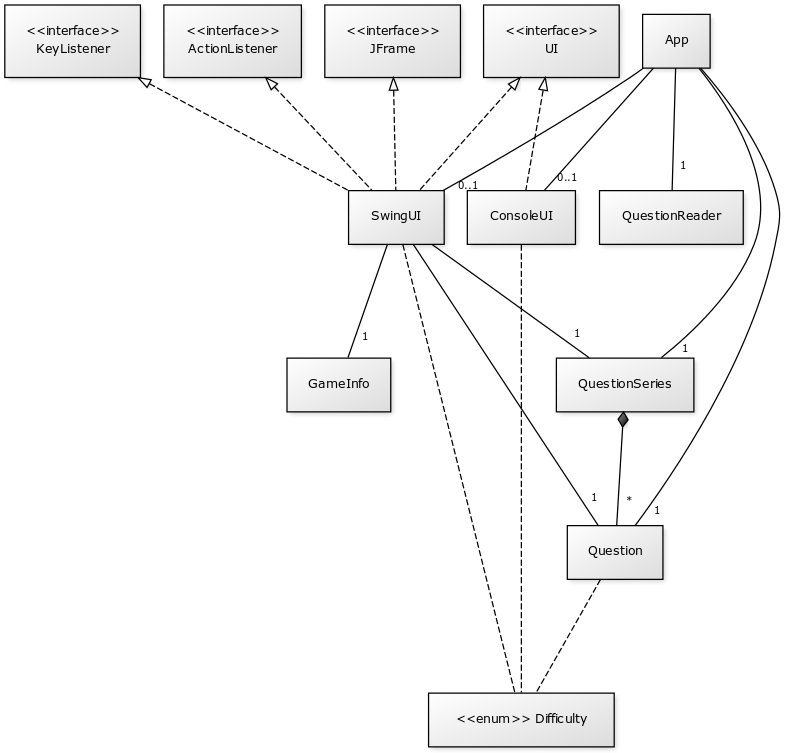 <<interface>>
KeyListener
<<interface>>
ActionListener
<<interface>>
JFrame
<<interface>>
UI
App
0..1
0..1
1
SwingUI
ConsoleUI
QuestionReader
1
1
1
GameInfo
QuestionSeries
1
*
1
Question
<<enum>> Difficulty